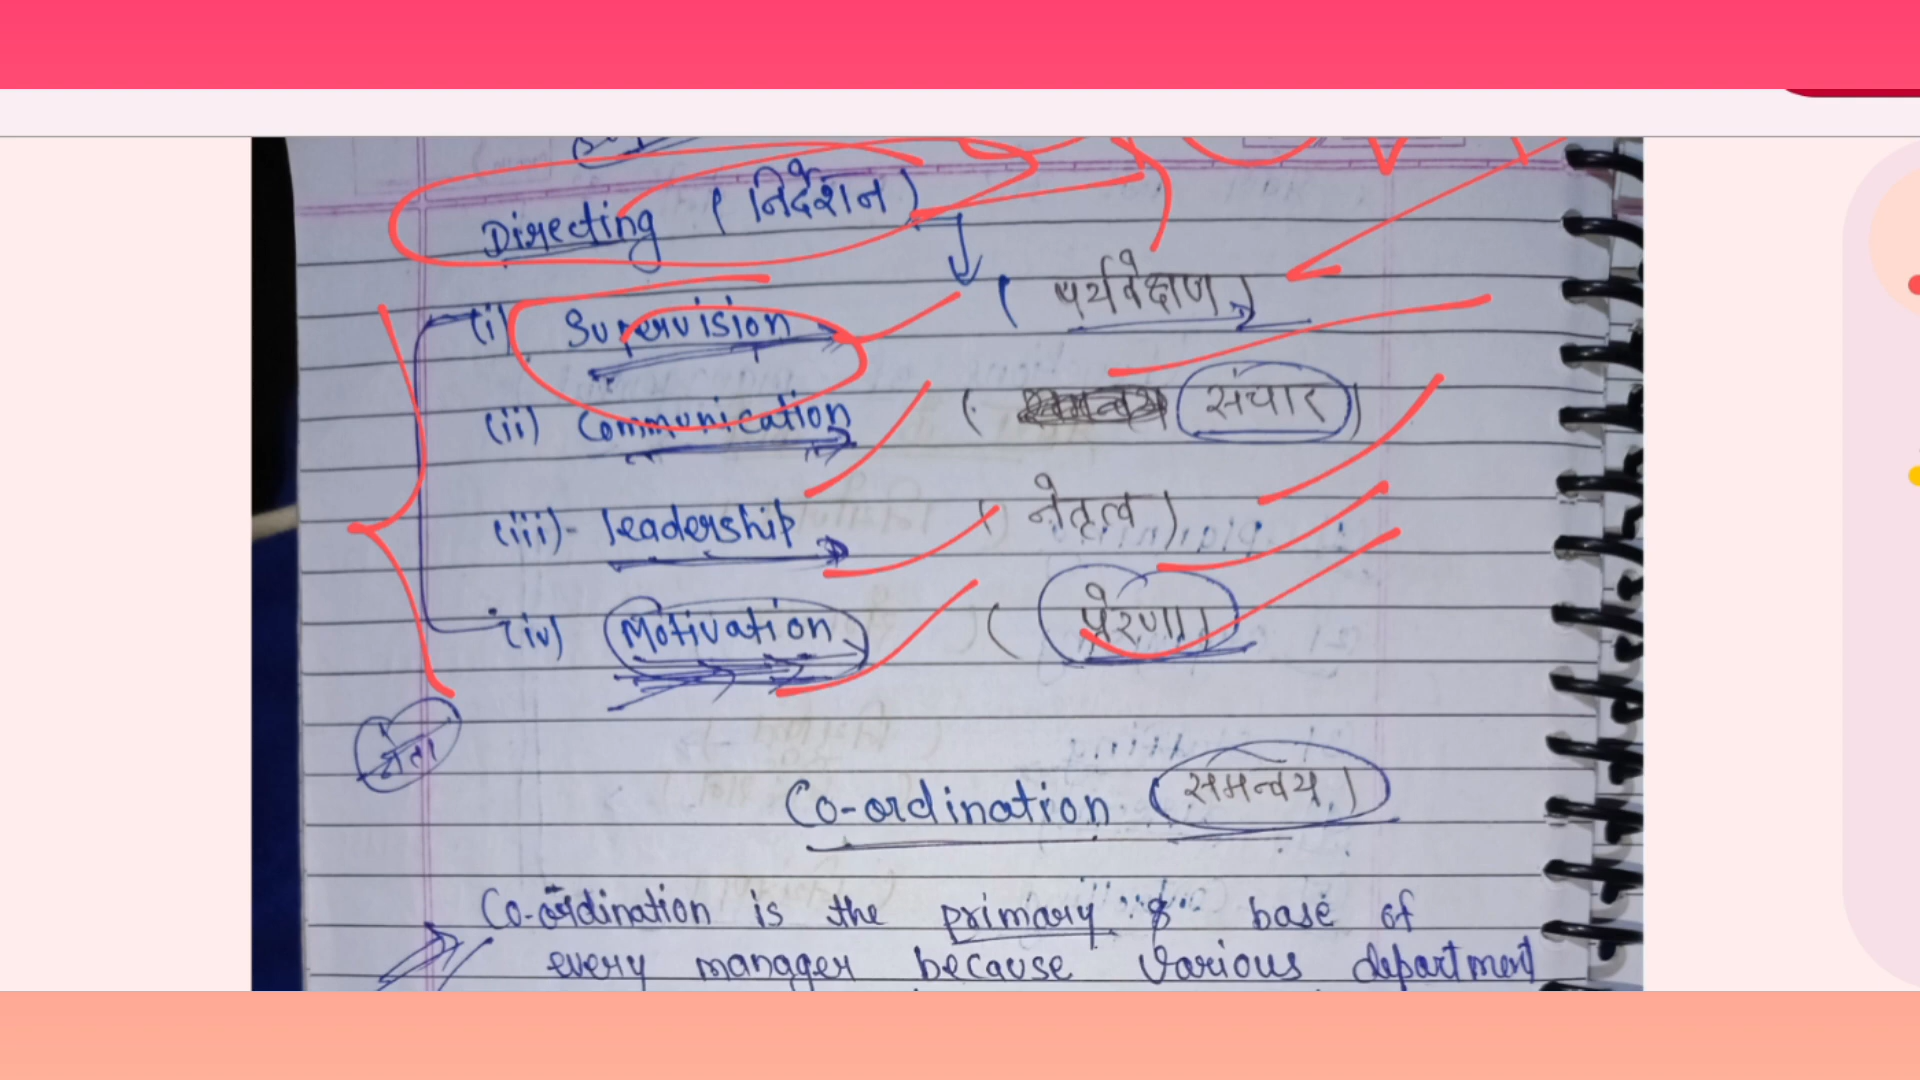 Directing ( निर्देशन )
(i) Supervision ( पर्यवेक्षण )
(ii) Communication ( संचार )
(iii)- leadership ( नेतृत्व )
(iv) Motivation ( प्रेरणा )
Co-ordination ( समन्वय )
Co-ordination is the primary & base of
every manager because various department